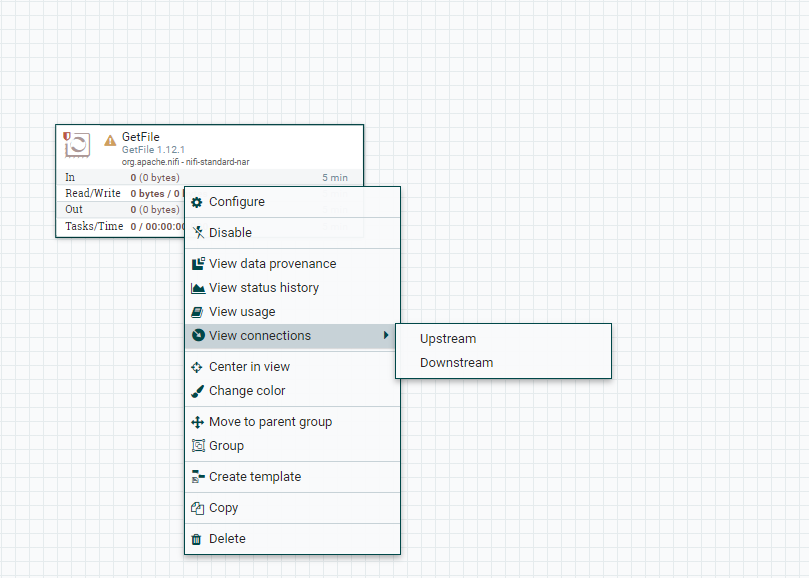 GetFile
GetFile 1.12.1
org.apache.nifi - nifi-standard-nar
In 0 (0 bytes) 5 min
Read/Write 0 bytes / 0
Out 0 (0 bytes)
Tasks/Time 0 / 00:00:00
Configure
Disable
View data provenance
View status history
View usage
View connections
Upstream
Downstream
Center in view
Change color
Move to parent group
Group
Create template
Copy
Delete